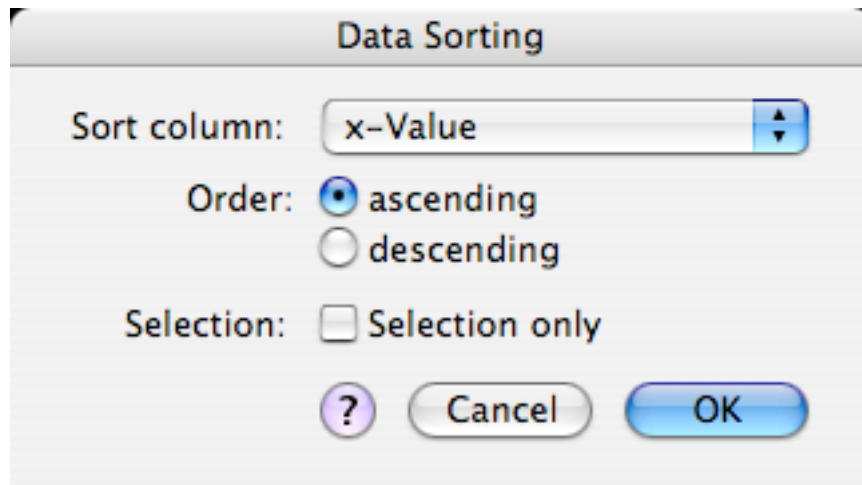 Data Sorting
Sort column: x-Value
Order: ascending
descending
Selection: Selection only
? Cancel OK